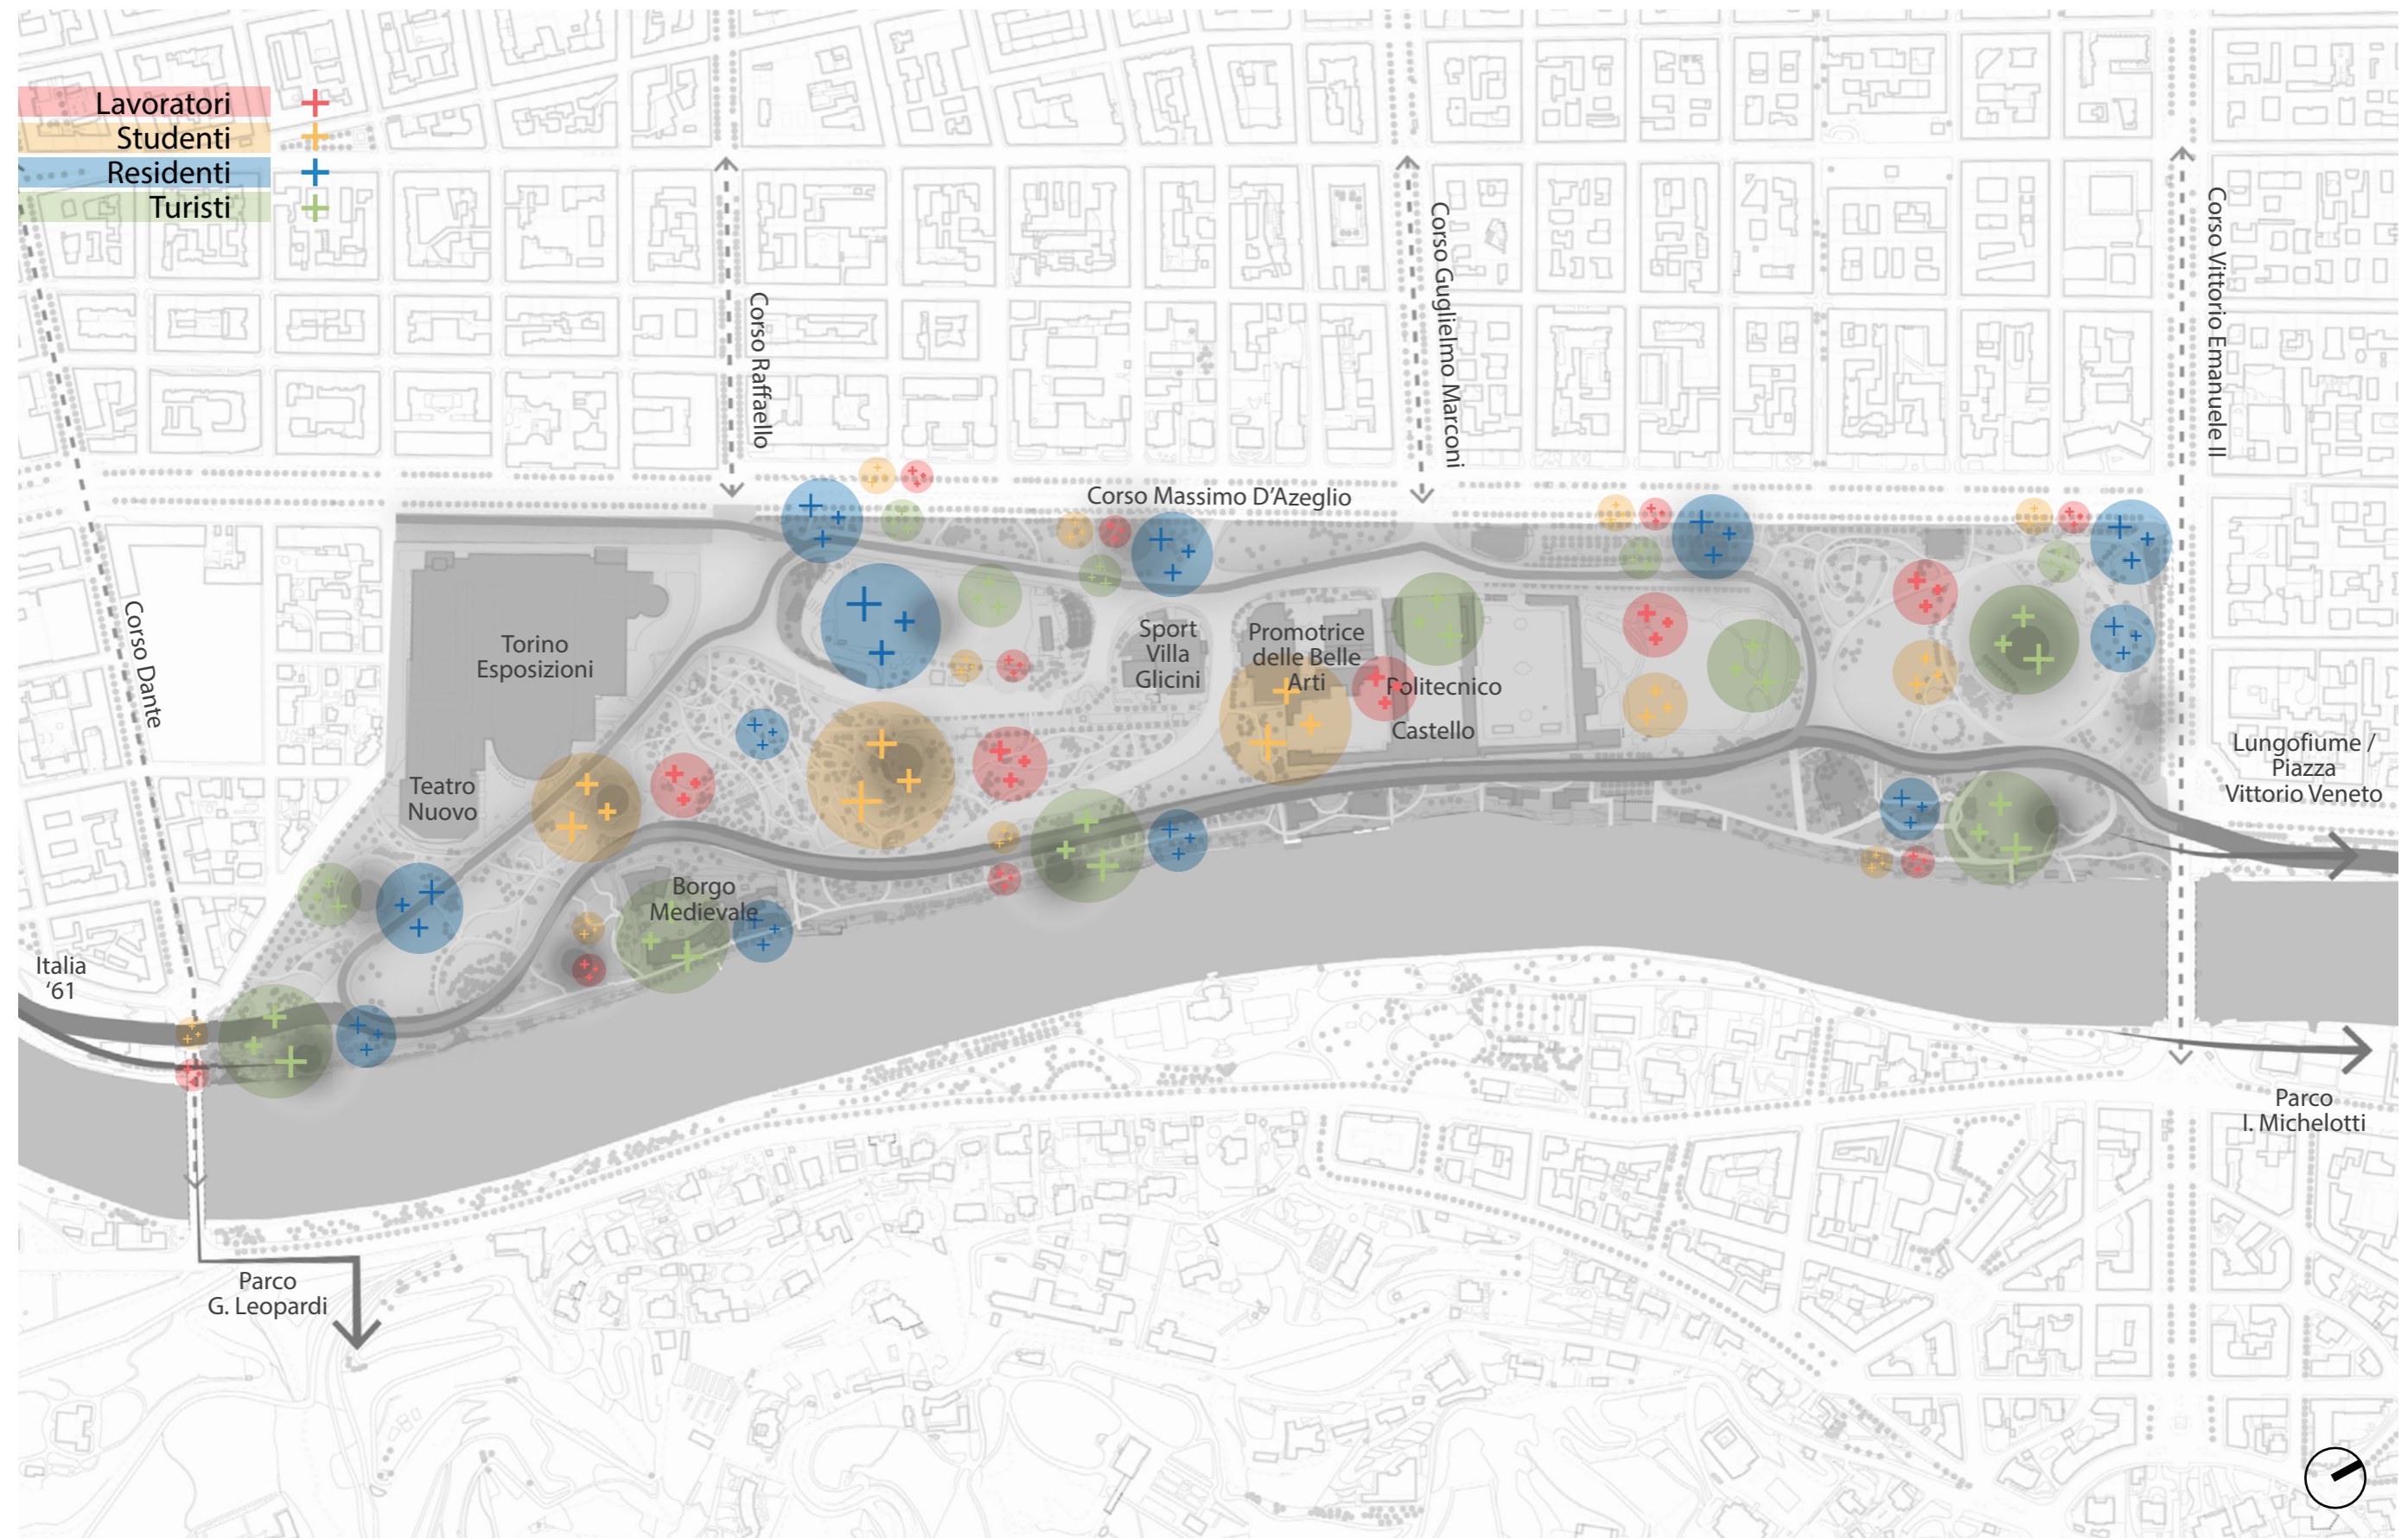 Lavoratori
Studenti
Residenti
Turisti
Corso Raffaello
Corso Guglielmo Marconi
Corso Vittorio Emanuele II
Corso Massimo D'Azeglio
Corso Dante
Torino
Esposizioni
Sport
Villa
Glicini
Promotrice
delle Belle
Arti
Politecnico
Castello
Teatro
Nuovo
Lungofiume /
Piazza
Vittorio Veneto
Borgo
Medievale
Italia
‘61
Parco
I. Michelotti
Parco
G. Leopardi